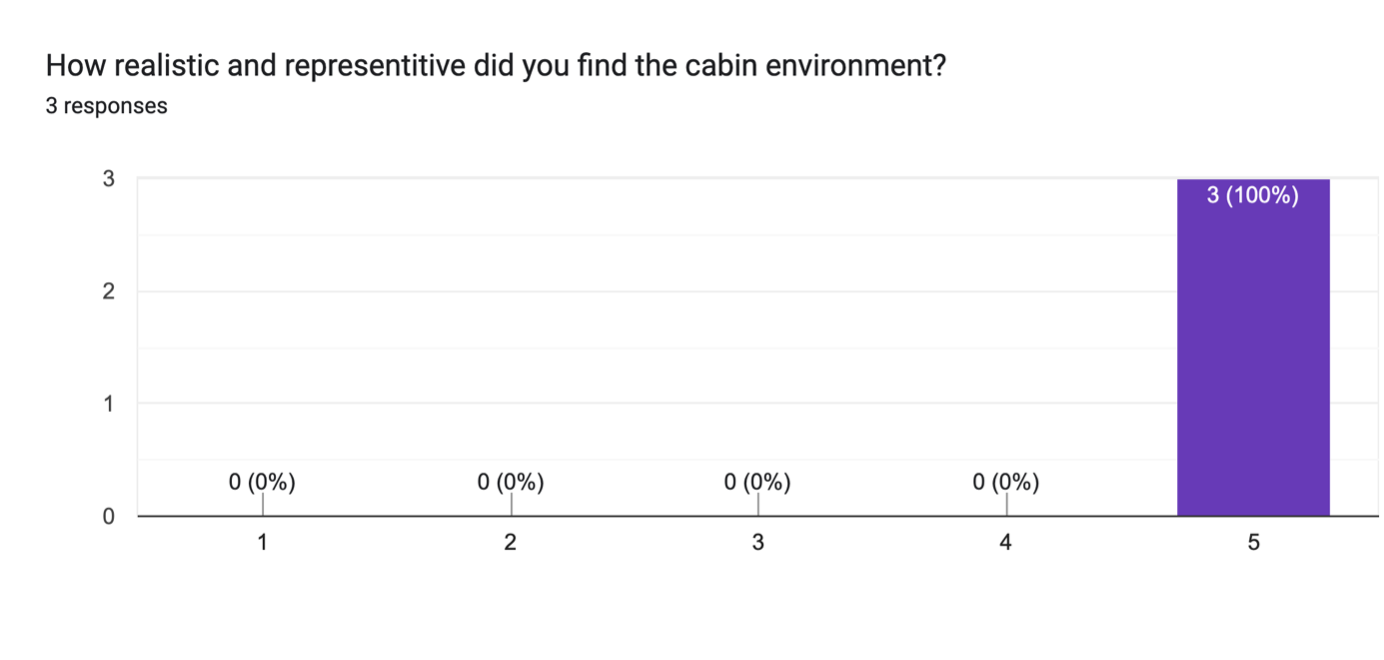 How realistic and representitive did you find the cabin environment?
3 responses
3
3 (100%)
2
1
0 (0%) 0 (0%) 0 (0%) 0 (0%)
0
1 2 3 4 5